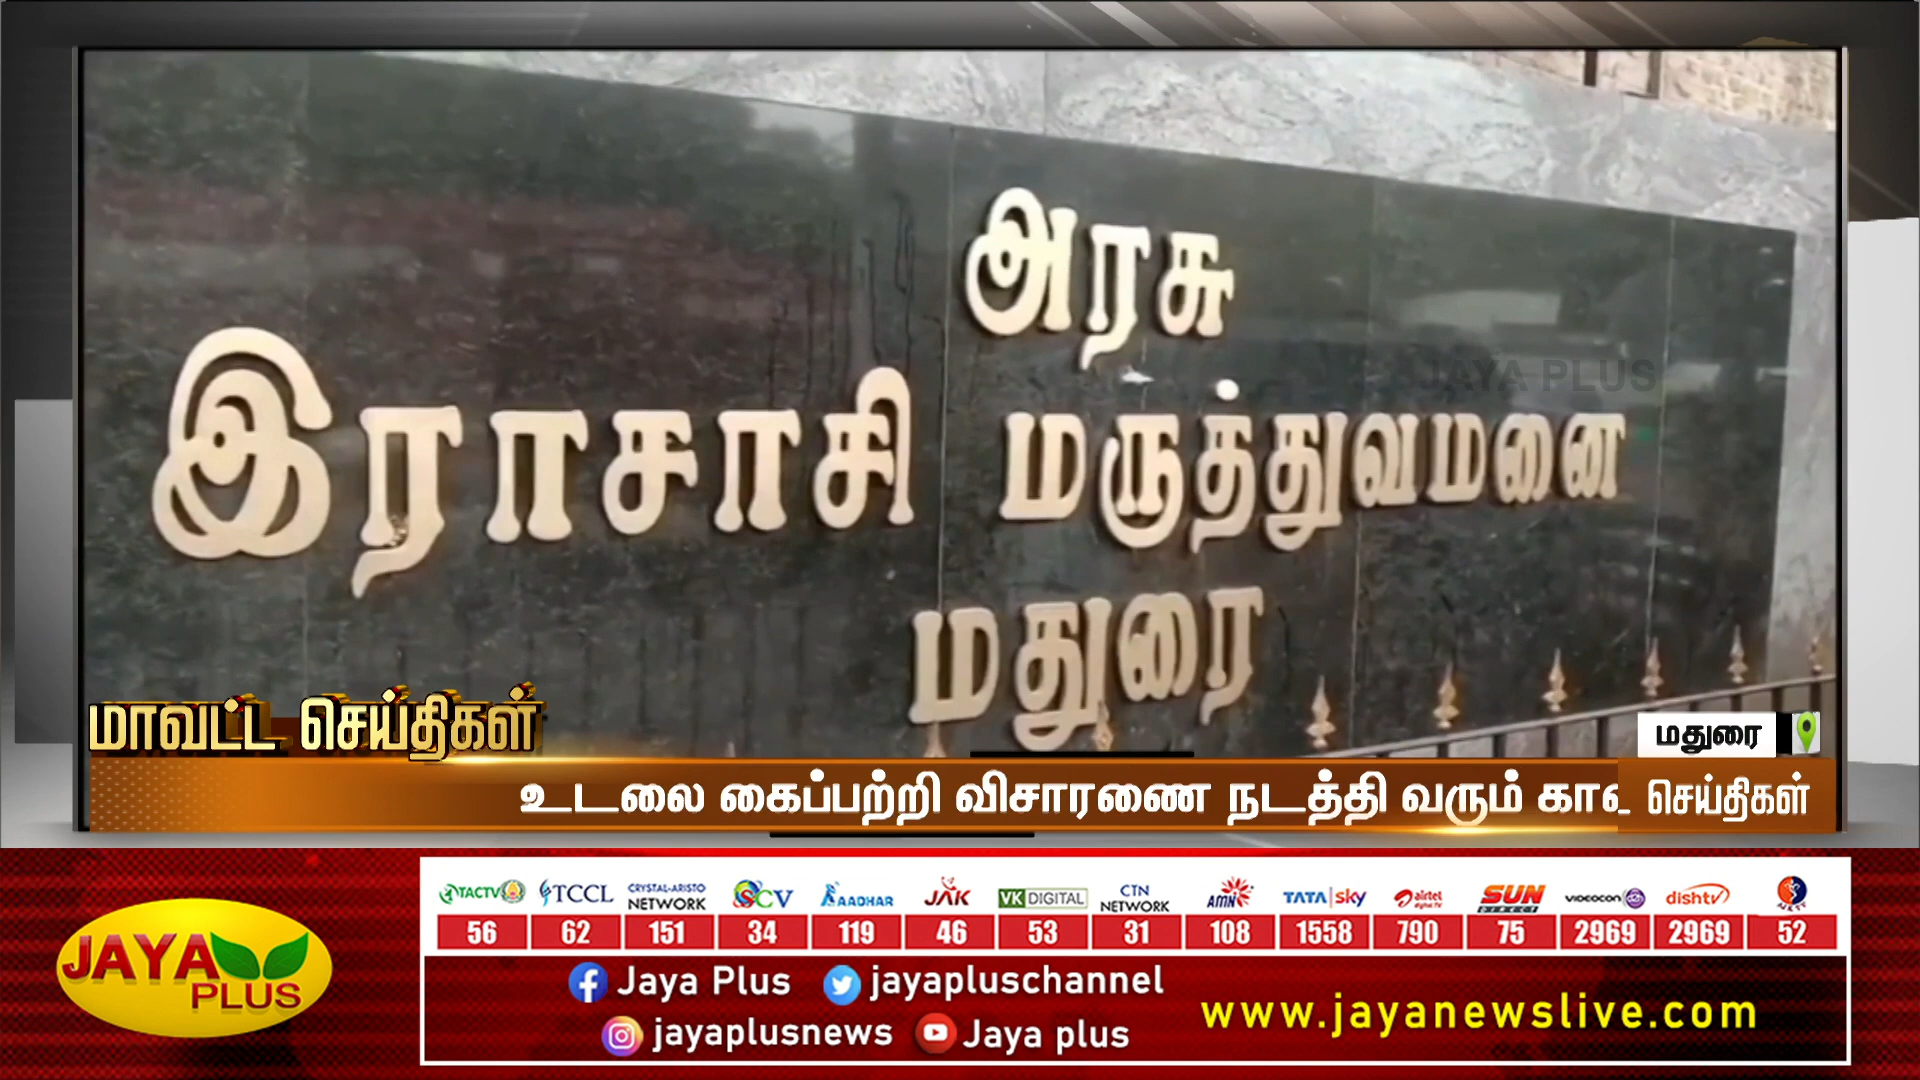 அரசு
இராசாசி மருத்துவமனை
மதுரை
JAYA PLUS
மாவட்ட செய்திகள்
மதுரை
உடலை கைப்பற்றி விசாரணை நடத்தி வரும்
செய்திகள்
JAYA PLUS
TACTV TCCL CRYSTAL-ARISTO NETWORK SCV AADHAR JAK VK DIGITAL CTN NETWORK AMN TATA sky airtel digital TV SUN DIRECT VIDEOCON dishtv
56 62 151 34 119 46 53 31 108 1558 790 75 2969 2969 52
Jaya Plus jayapluschannel
jayaplusnews Jaya plus
www.jayanewslive.com